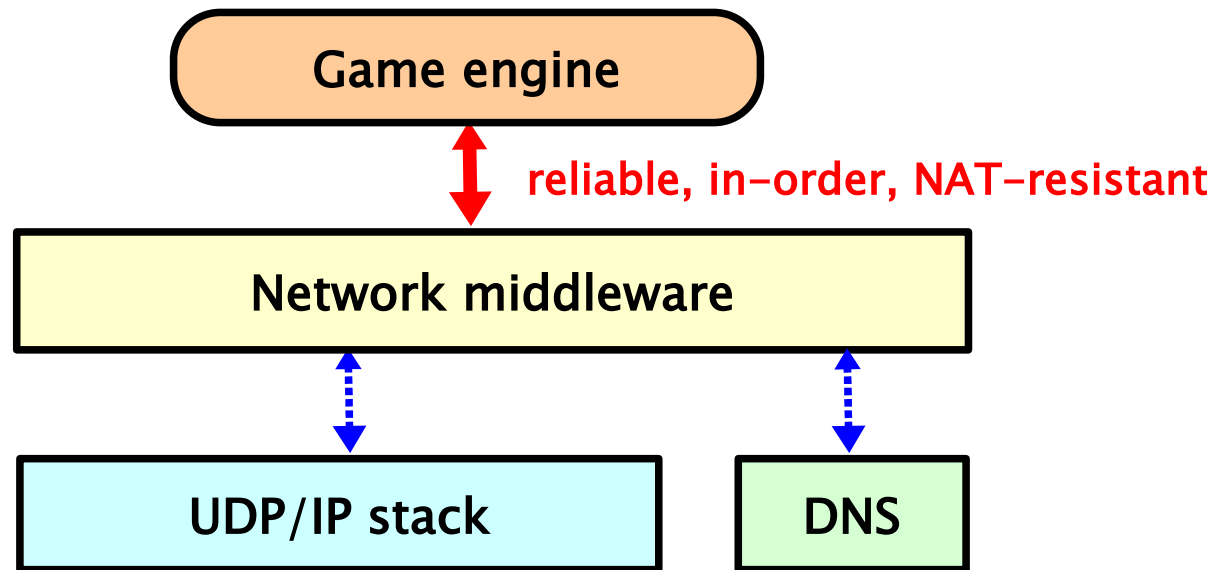 Game engine
reliable, in-order, NAT-resistant
Network middleware
UDP/IP stack
DNS